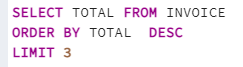 SELECT TOTAL FROM INVOICE
ORDER BY TOTAL  DESC
LIMIT 3